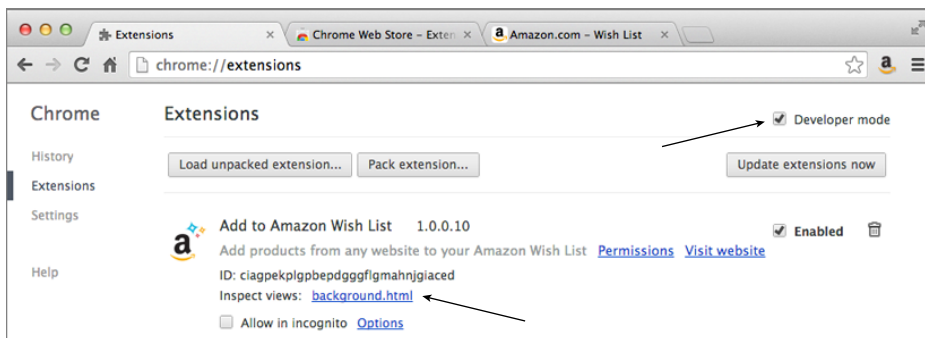 Extensions
Chrome Web Store – Exten
Amazon.com – Wish List
chrome://extensions
Chrome
Extensions
Developer mode
History
Load unpacked extension...
Pack extension...
Update extensions now
Extensions
Settings
Add to Amazon Wish List 1.0.0.10
Enabled
Add products from any website to your Amazon Wish List Permissions Visit website
Help
ID: ciagpekplgpbepdgggflgmahnjgiaced
Inspect views: background.html
Allow in incognito Options